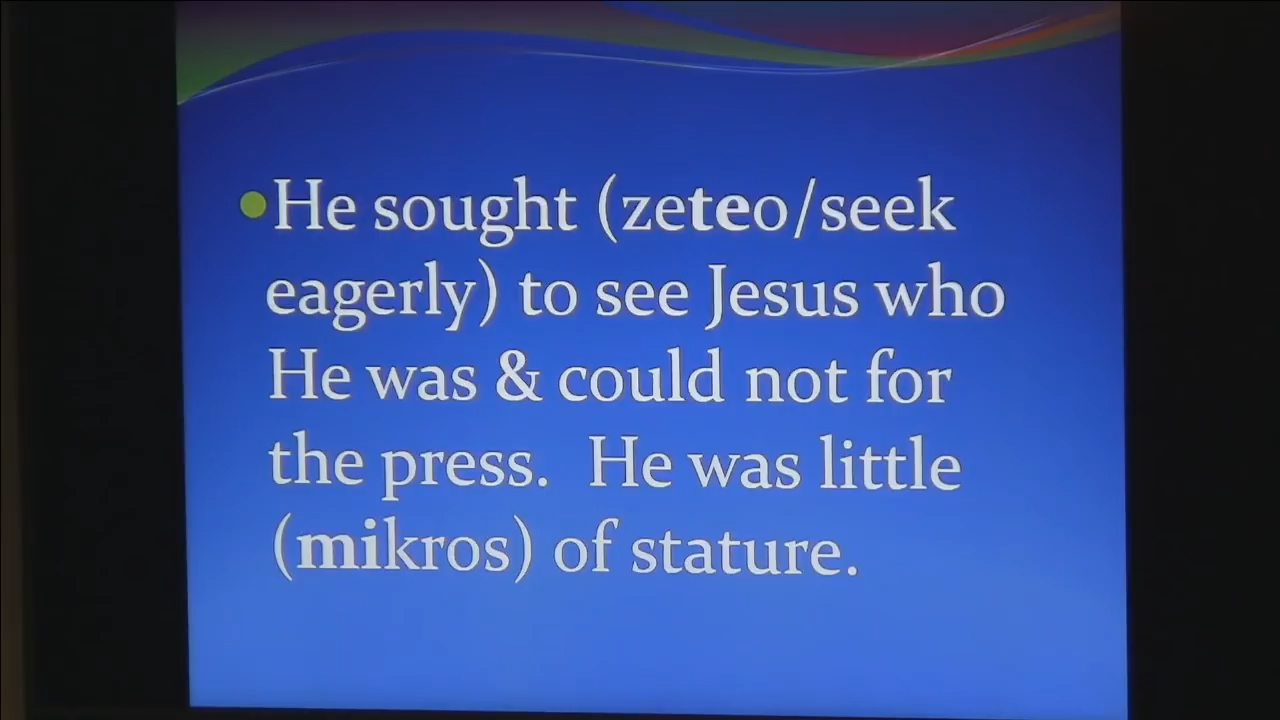 He sought (zeteo/seek
eagerly) to see Jesus who
He was & could not for
the press.  He was little
(mikros) of stature.